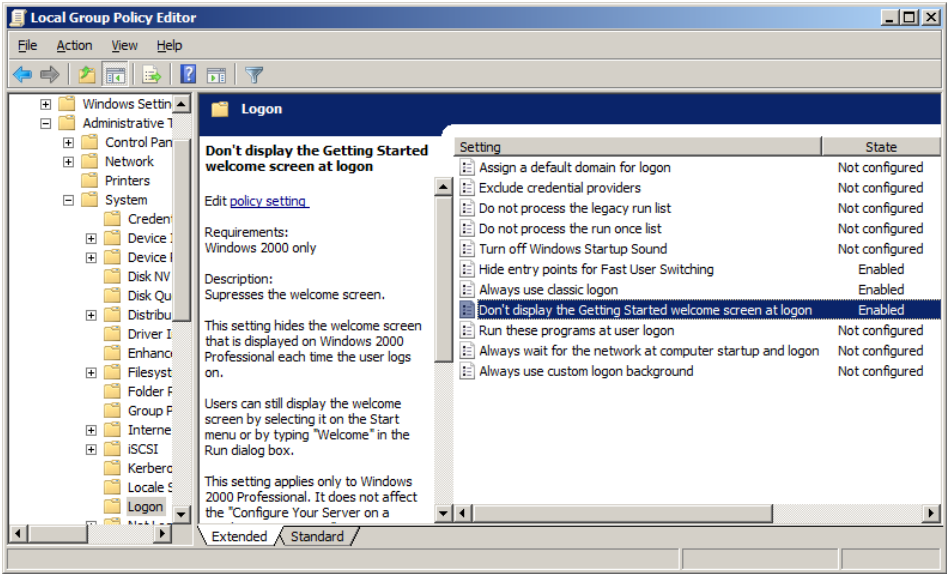 Local Group Policy Editor
File Action View Help
Windows Settin
Administrative T
Control Pan
Network
Printers
System
Creden
Device I
Device
Disk NV
Disk Qu
Distribu
Driver I
Enhanc
Filesyst
Folder
Group P
Interne
iSCSI
Kerbero
Locale S
Logon
Logon
Don't display the Getting Started
welcome screen at logon
Edit policy setting
Requirements:
Windows 2000 only
Description:
Supresses the welcome screen.
This setting hides the welcome screen
that is displayed on Windows 2000
Professional each time the user logs
on.
Users can still display the welcome
screen by selecting it on the Start
menu or by typing "Welcome" in the
Run dialog box.
This setting applies only to Windows
2000 Professional. It does not affect
the "Configure Your Server on a
Setting State
Assign a default domain for logon Not configured
Exclude credential providers Not configured
Do not process the legacy run list Not configured
Do not process the run once list Not configured
Turn off Windows Startup Sound Not configured
Hide entry points for Fast User Switching Enabled
Always use classic logon Enabled
Don't display the Getting Started welcome screen at logon Enabled
Run these programs at user logon Not configured
Always wait for the network at computer startup and logon Not configured
Always use custom logon background Not configured
Extended Standard